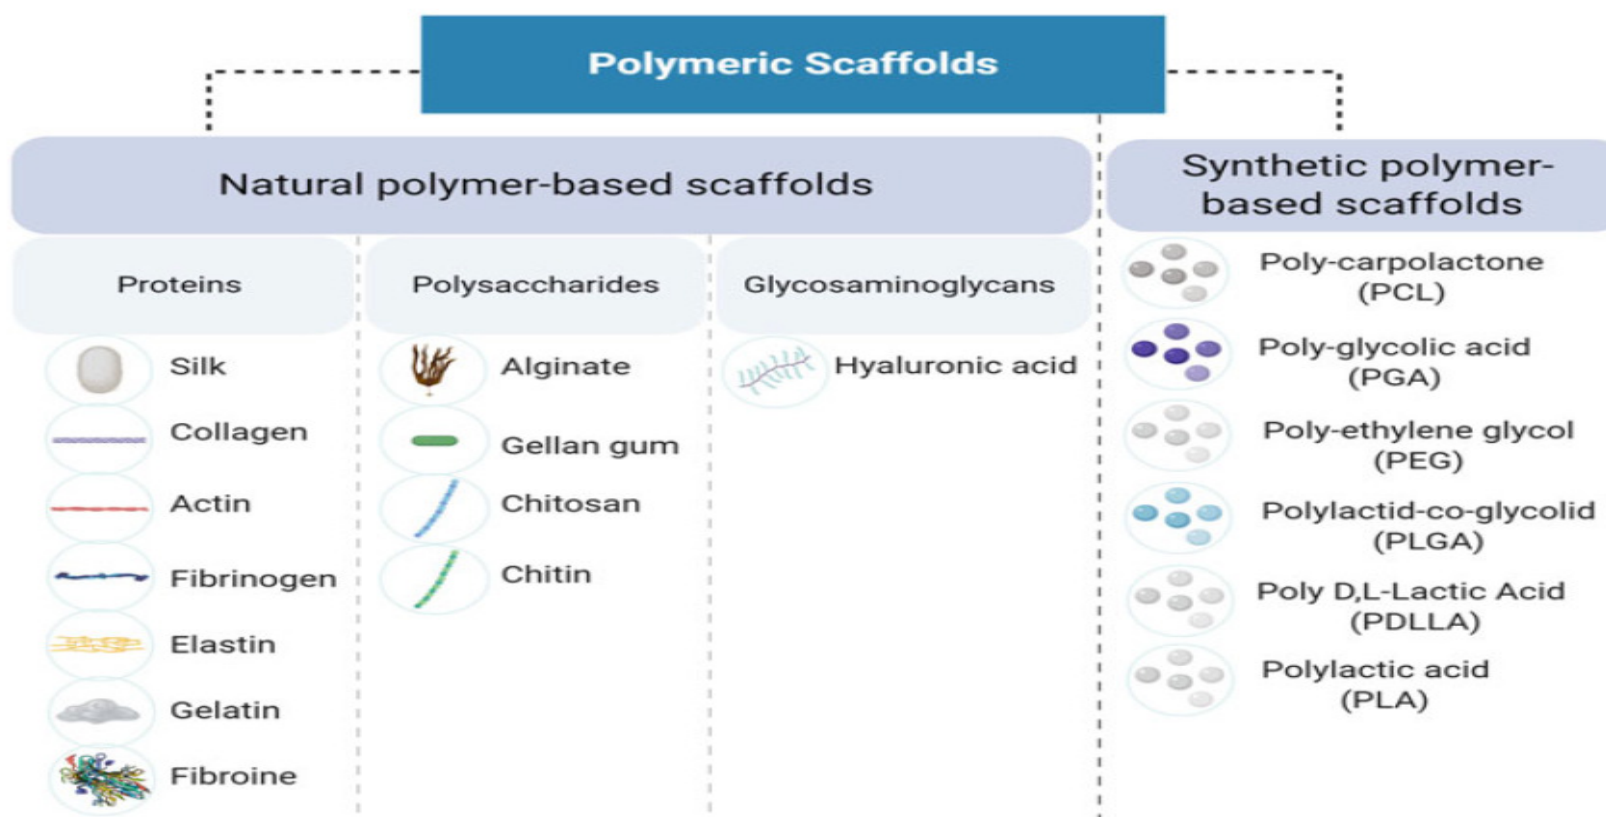 Polymeric Scaffolds
Natural polymer-based scaffolds
Proteins
Silk
Collagen
Actin
Fibrinogen
Elastin
Gelatin
Fibroine
Polysaccharides
Alginate
Gellan gum
Chitosan
Chitin
Glycosaminoglycans
Hyaluronic acid
Synthetic polymer-
based scaffolds
Poly-carpolactone
(PCL)
Poly-glycolic acid
(PGA)
Poly-ethylene glycol
(PEG)
Polylactid-co-glycolid
(PLGA)
Poly D,L-Lactic Acid
(PDLLA)
Polylactic acid
(PLA)